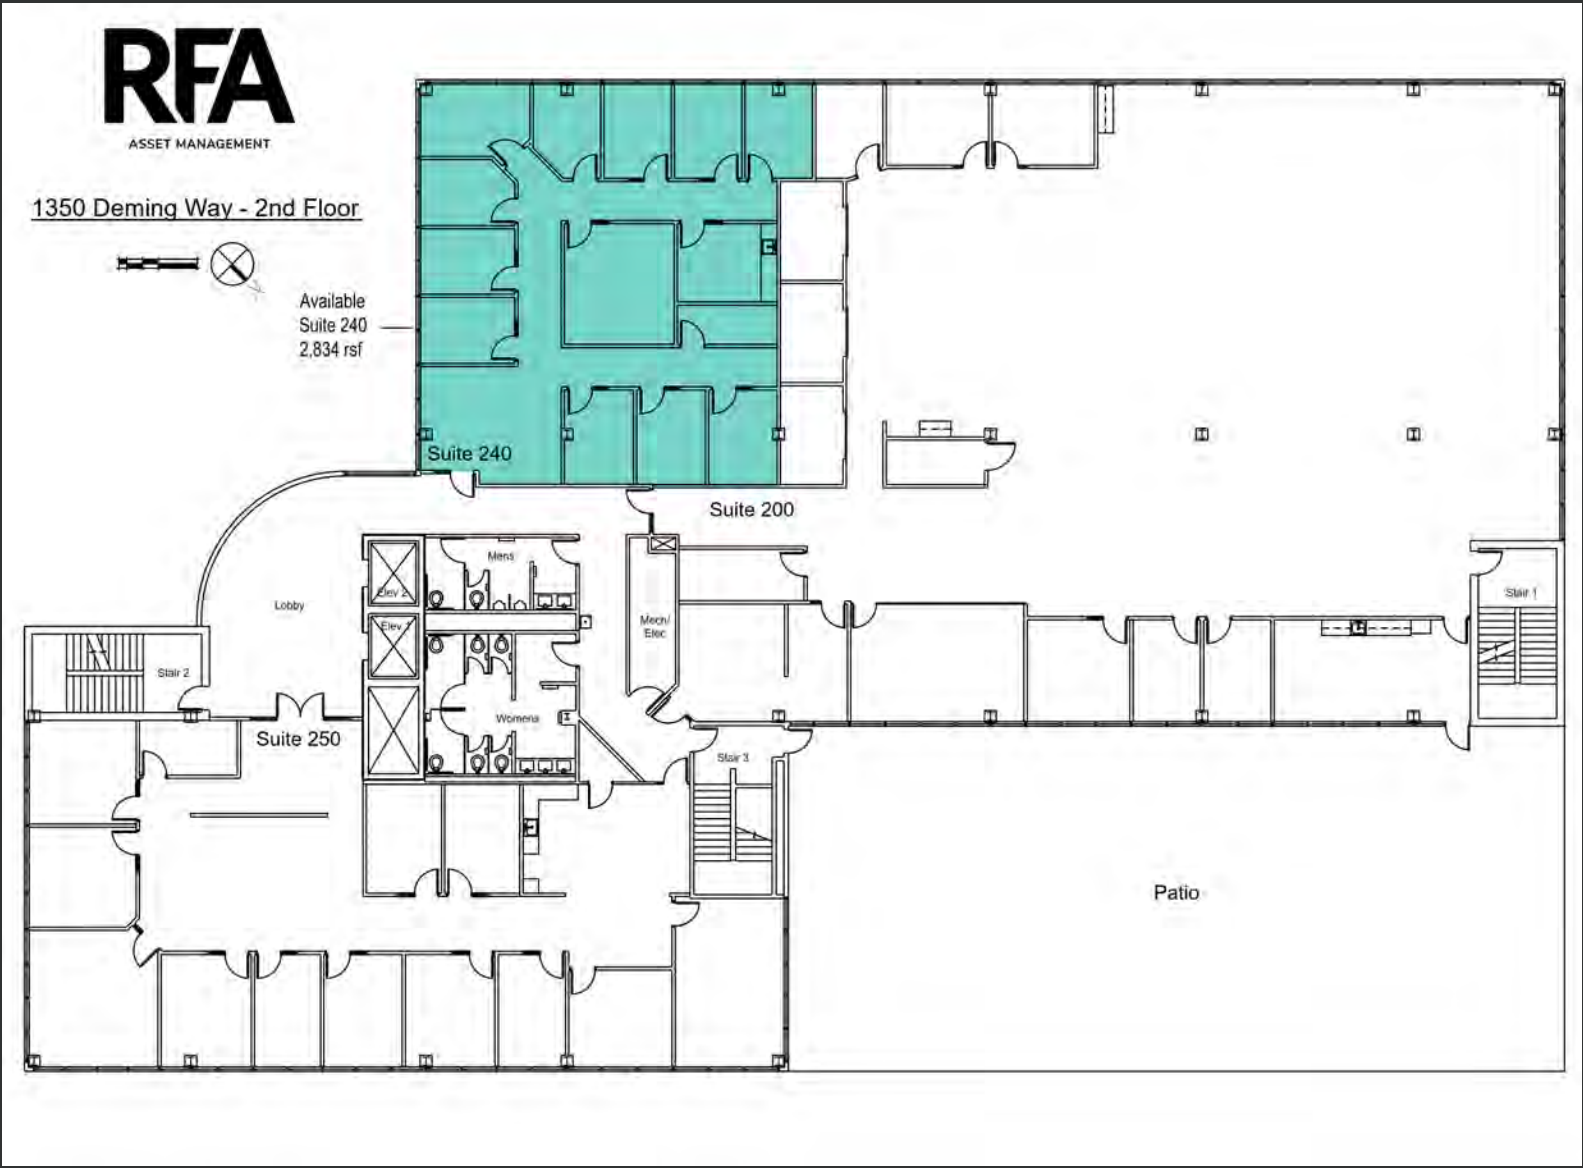 RFA
ASSET MANAGEMENT
1350 Deming Way - 2nd Floor
Available
Suite 240
2,834 rsf
Suite 240
Suite 200
Mens
Elev 2
Lobby
Elev 1
Mech/
Elec
Stair 1
Stair 2
Womens
Suite 250
Stair 3
Patio